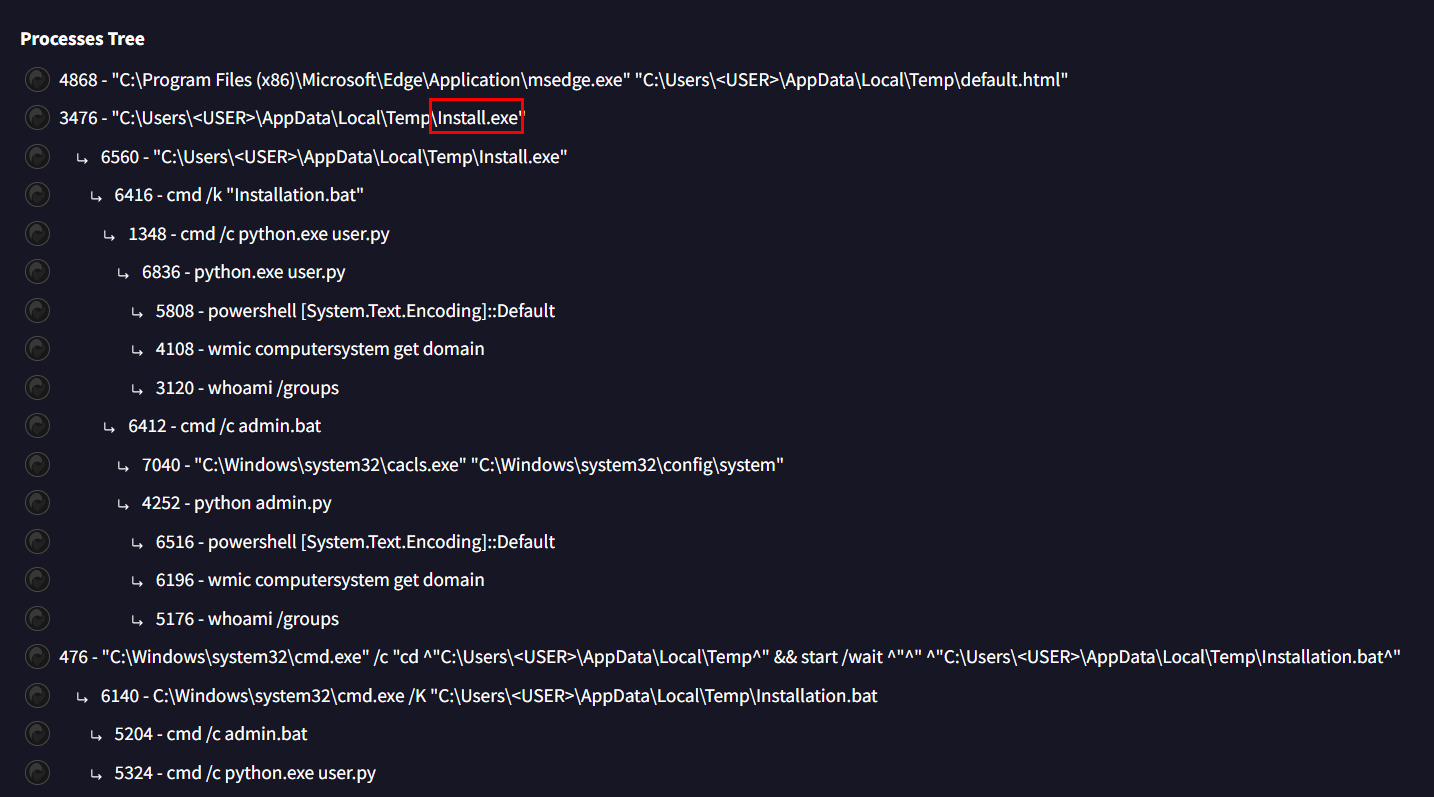 Processes Tree
4868 - "C:\Program Files (x86)\Microsoft\Edge\Application\msedge.exe" "C:\Users\<USER>\AppData\Local\Temp\default.html"
3476 - "C:\Users\<USER>\AppData\Local\Temp\Install.exe"
↳ 6560 - "C:\Users\<USER>\AppData\Local\Temp\Install.exe"
↳ 6416 - cmd /k "Installation.bat"
↳ 1348 - cmd /c python.exe user.py
↳ 6836 - python.exe user.py
↳ 5808 - powershell [System.Text.Encoding]::Default
↳ 4108 - wmic computersystem get domain
↳ 3120 - whoami /groups
↳ 6412 - cmd /c admin.bat
↳ 7040 - "C:\Windows\system32\cacls.exe" "C:\Windows\system32\config\system"
↳ 4252 - python admin.py
↳ 6516 - powershell [System.Text.Encoding]::Default
↳ 6196 - wmic computersystem get domain
↳ 5176 - whoami /groups
476 - "C:\Windows\system32\cmd.exe" /c "cd ^"C:\Users\<USER>\AppData\Local\Temp^" && start /wait ^"^" ^"C:\Users\<USER>\AppData\Local\Temp\Installation.bat^"
↳ 6140 - C:\Windows\system32\cmd.exe /K "C:\Users\<USER>\AppData\Local\Temp\Installation.bat
↳ 5204 - cmd /c admin.bat
↳ 5324 - cmd /c python.exe user.py